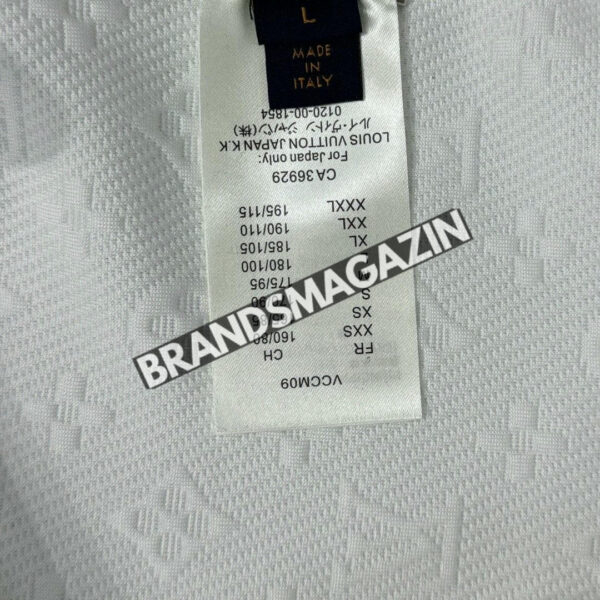 L
MADE
IN
ITALY
VCCM09
FR CH
XXS 160/80
XS
S
175/95
180/100
XL 185/105
XXL 190/110
XXXL 195/115
CA 36929
For Japan only:
LOUIS VUITTON JAPAN K.K
ルイ・ヴィトン ジャパン(株)
0120-00-1854
BRANDSMAGAZIN